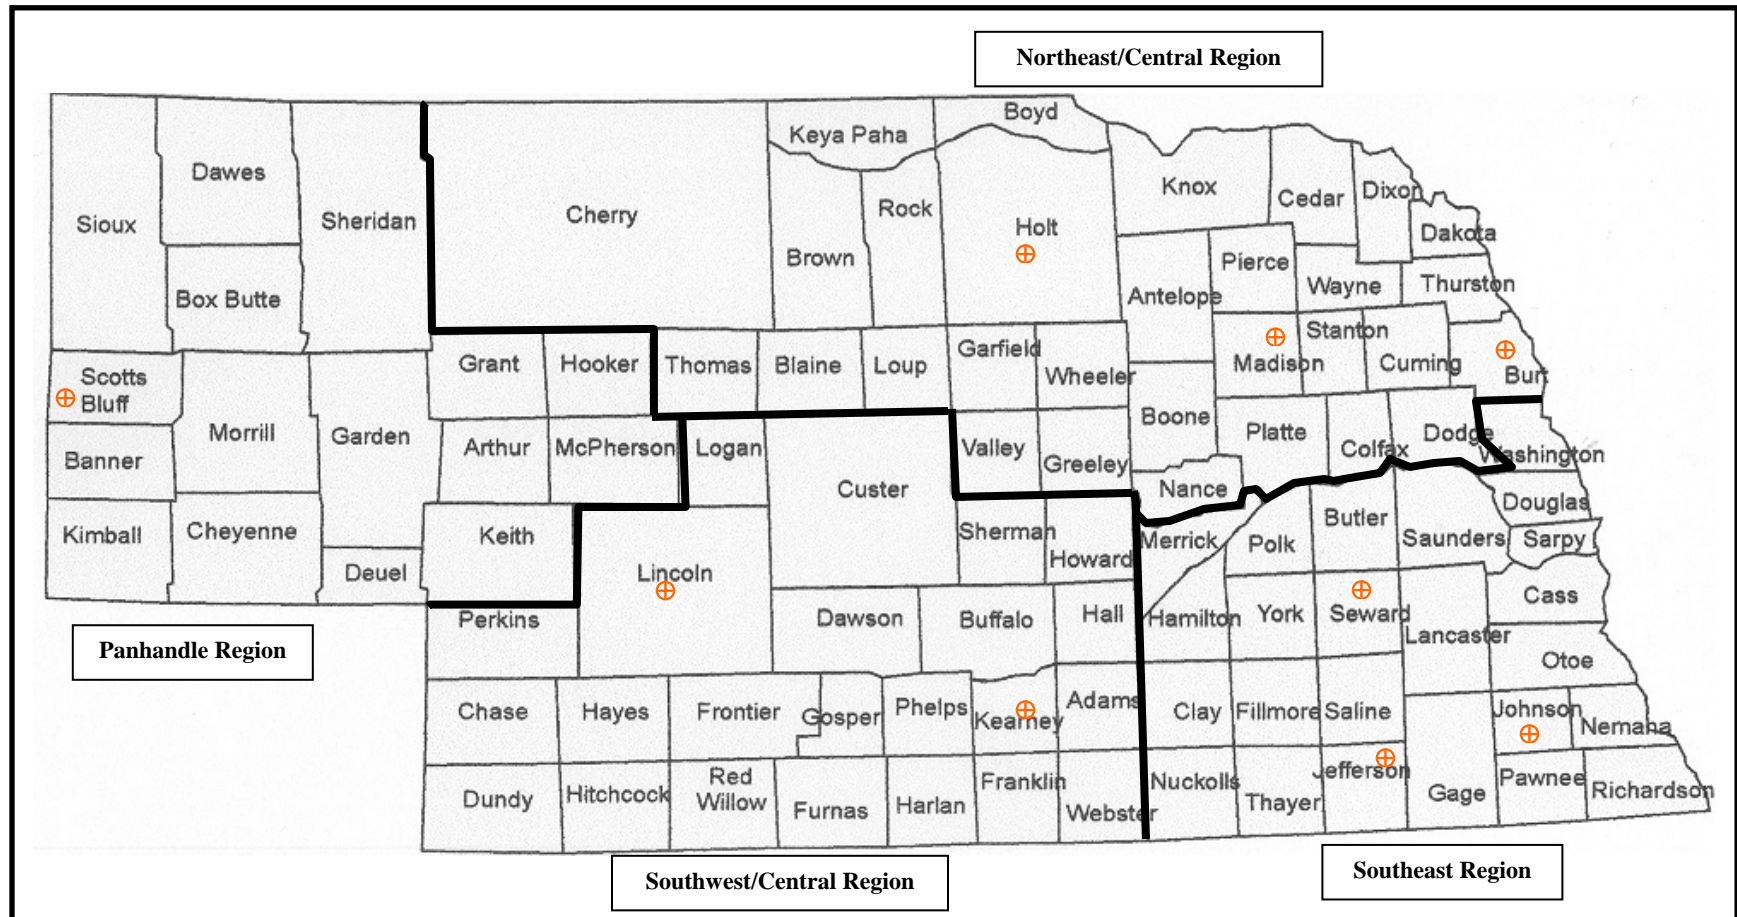 Northeast/Central Region
Boyd
Keya Paha
Dawes
Knox
Cedar
Dixon
Sioux
Sheridan
Cherry
Rock
Holt
Dakota
Brown
Pierce
Box Butte
Antelope
Wayne
Thurston
Stanton
Grant
Hooker
Thomas
Blaine
Loup
Garfield
Wheeler
Madison
Cuming
Burt
Scotts
Bluff
Morrill
Garden
Boone
Platte
Colfax
Dodge
Washington
Banner
Arthur
McPherson
Logan
Valley
Greeley
Custer
Nance
Douglas
Kimball
Cheyenne
Keith
Sherman
Howard
Merrick
Polk
Butler
Saunders
Sarpy
Deuel
Lincoln
Cass
Perkins
Dawson
Buffalo
Hall
Hamilton
York
Seward
Lancaster
Panhandle Region
Otoe
Chase
Hayes
Frontier
Gosper
Phelps
Kearney
Adams
Clay
Fillmore
Saline
Johnson
Nemaha
Dundy
Hitchcock
Red
Willow
Furnas
Harlan
Franklin
Webster
Nuckolls
Thayer
Jefferson
Gage
Pawnee
Richardson
Southwest/Central Region
Southeast Region